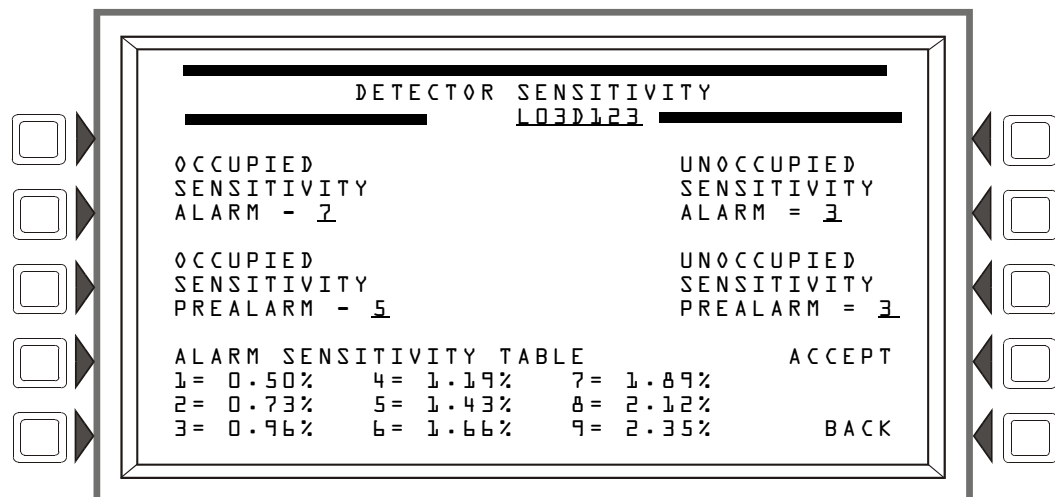 DETECTOR SENSITIVITY
L03D123
OCCUPIED
SENSITIVITY
ALARM - 7
UNOCCUPIED
SENSITIVITY
ALARM = 3
OCCUPIED
SENSITIVITY
PREALARM - 5
UNOCCUPIED
SENSITIVITY
PREALARM = 3
ALARM SENSITIVITY TABLE
ACCEPT
1= 0.50% 4= 1.19% 7= 1.89%
2= 0.73% 5= 1.43% 8= 2.12%
3= 0.96% 6= 1.66% 9= 2.35%
BACK